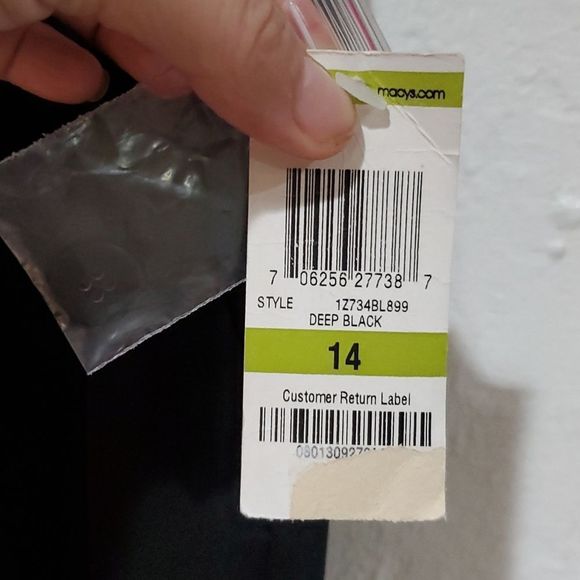 macys.com
7 06256 27738 7
STYLE 1Z734BL899
DEEP BLACK
14
Customer Return Label